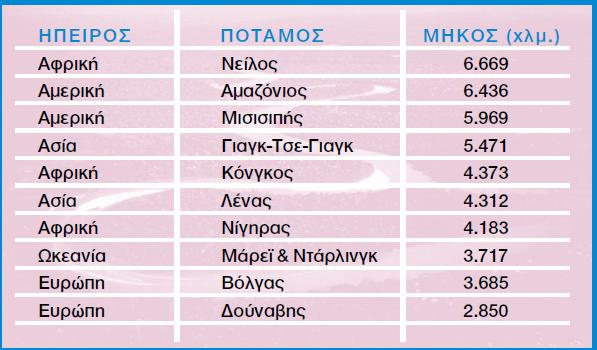 ΗΠΕΙΡΟΣ ΠΟΤΑΜΟΣ ΜΗΚΟΣ (χλμ.)
Αφρική Νείλος 6.669
Αμερική Αμαζόνιος 6.436
Αμερική Μισισιπής 5.969
Ασία Γιαγκ-Τσε-Γιαγκ 5.471
Αφρική Κόνγκος 4.373
Ασία Λένας 4.312
Αφρική Νίγηρας 4.183
Ωκεανία Μάρεϊ & Ντάρλινγκ 3.717
Ευρώπη Βόλγας 3.685
Ευρώπη Δούναβης 2.850